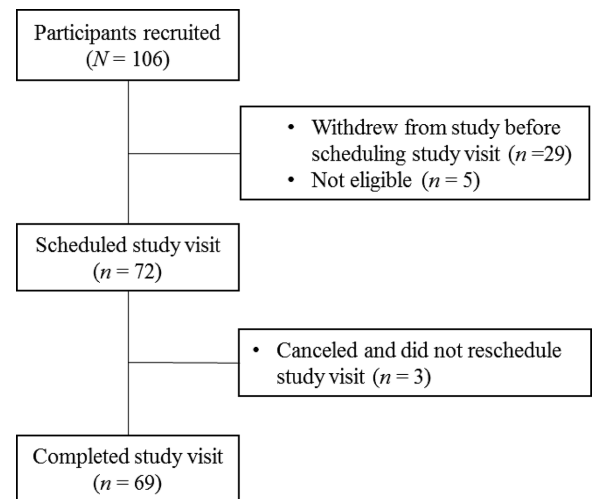 Participants recruited
(N = 106)
• Withdrew from study before
scheduling study visit (n =29)
• Not eligible (n = 5)
Scheduled study visit
(n = 72)
• Canceled and did not reschedule
study visit (n = 3)
Completed study visit
(n = 69)